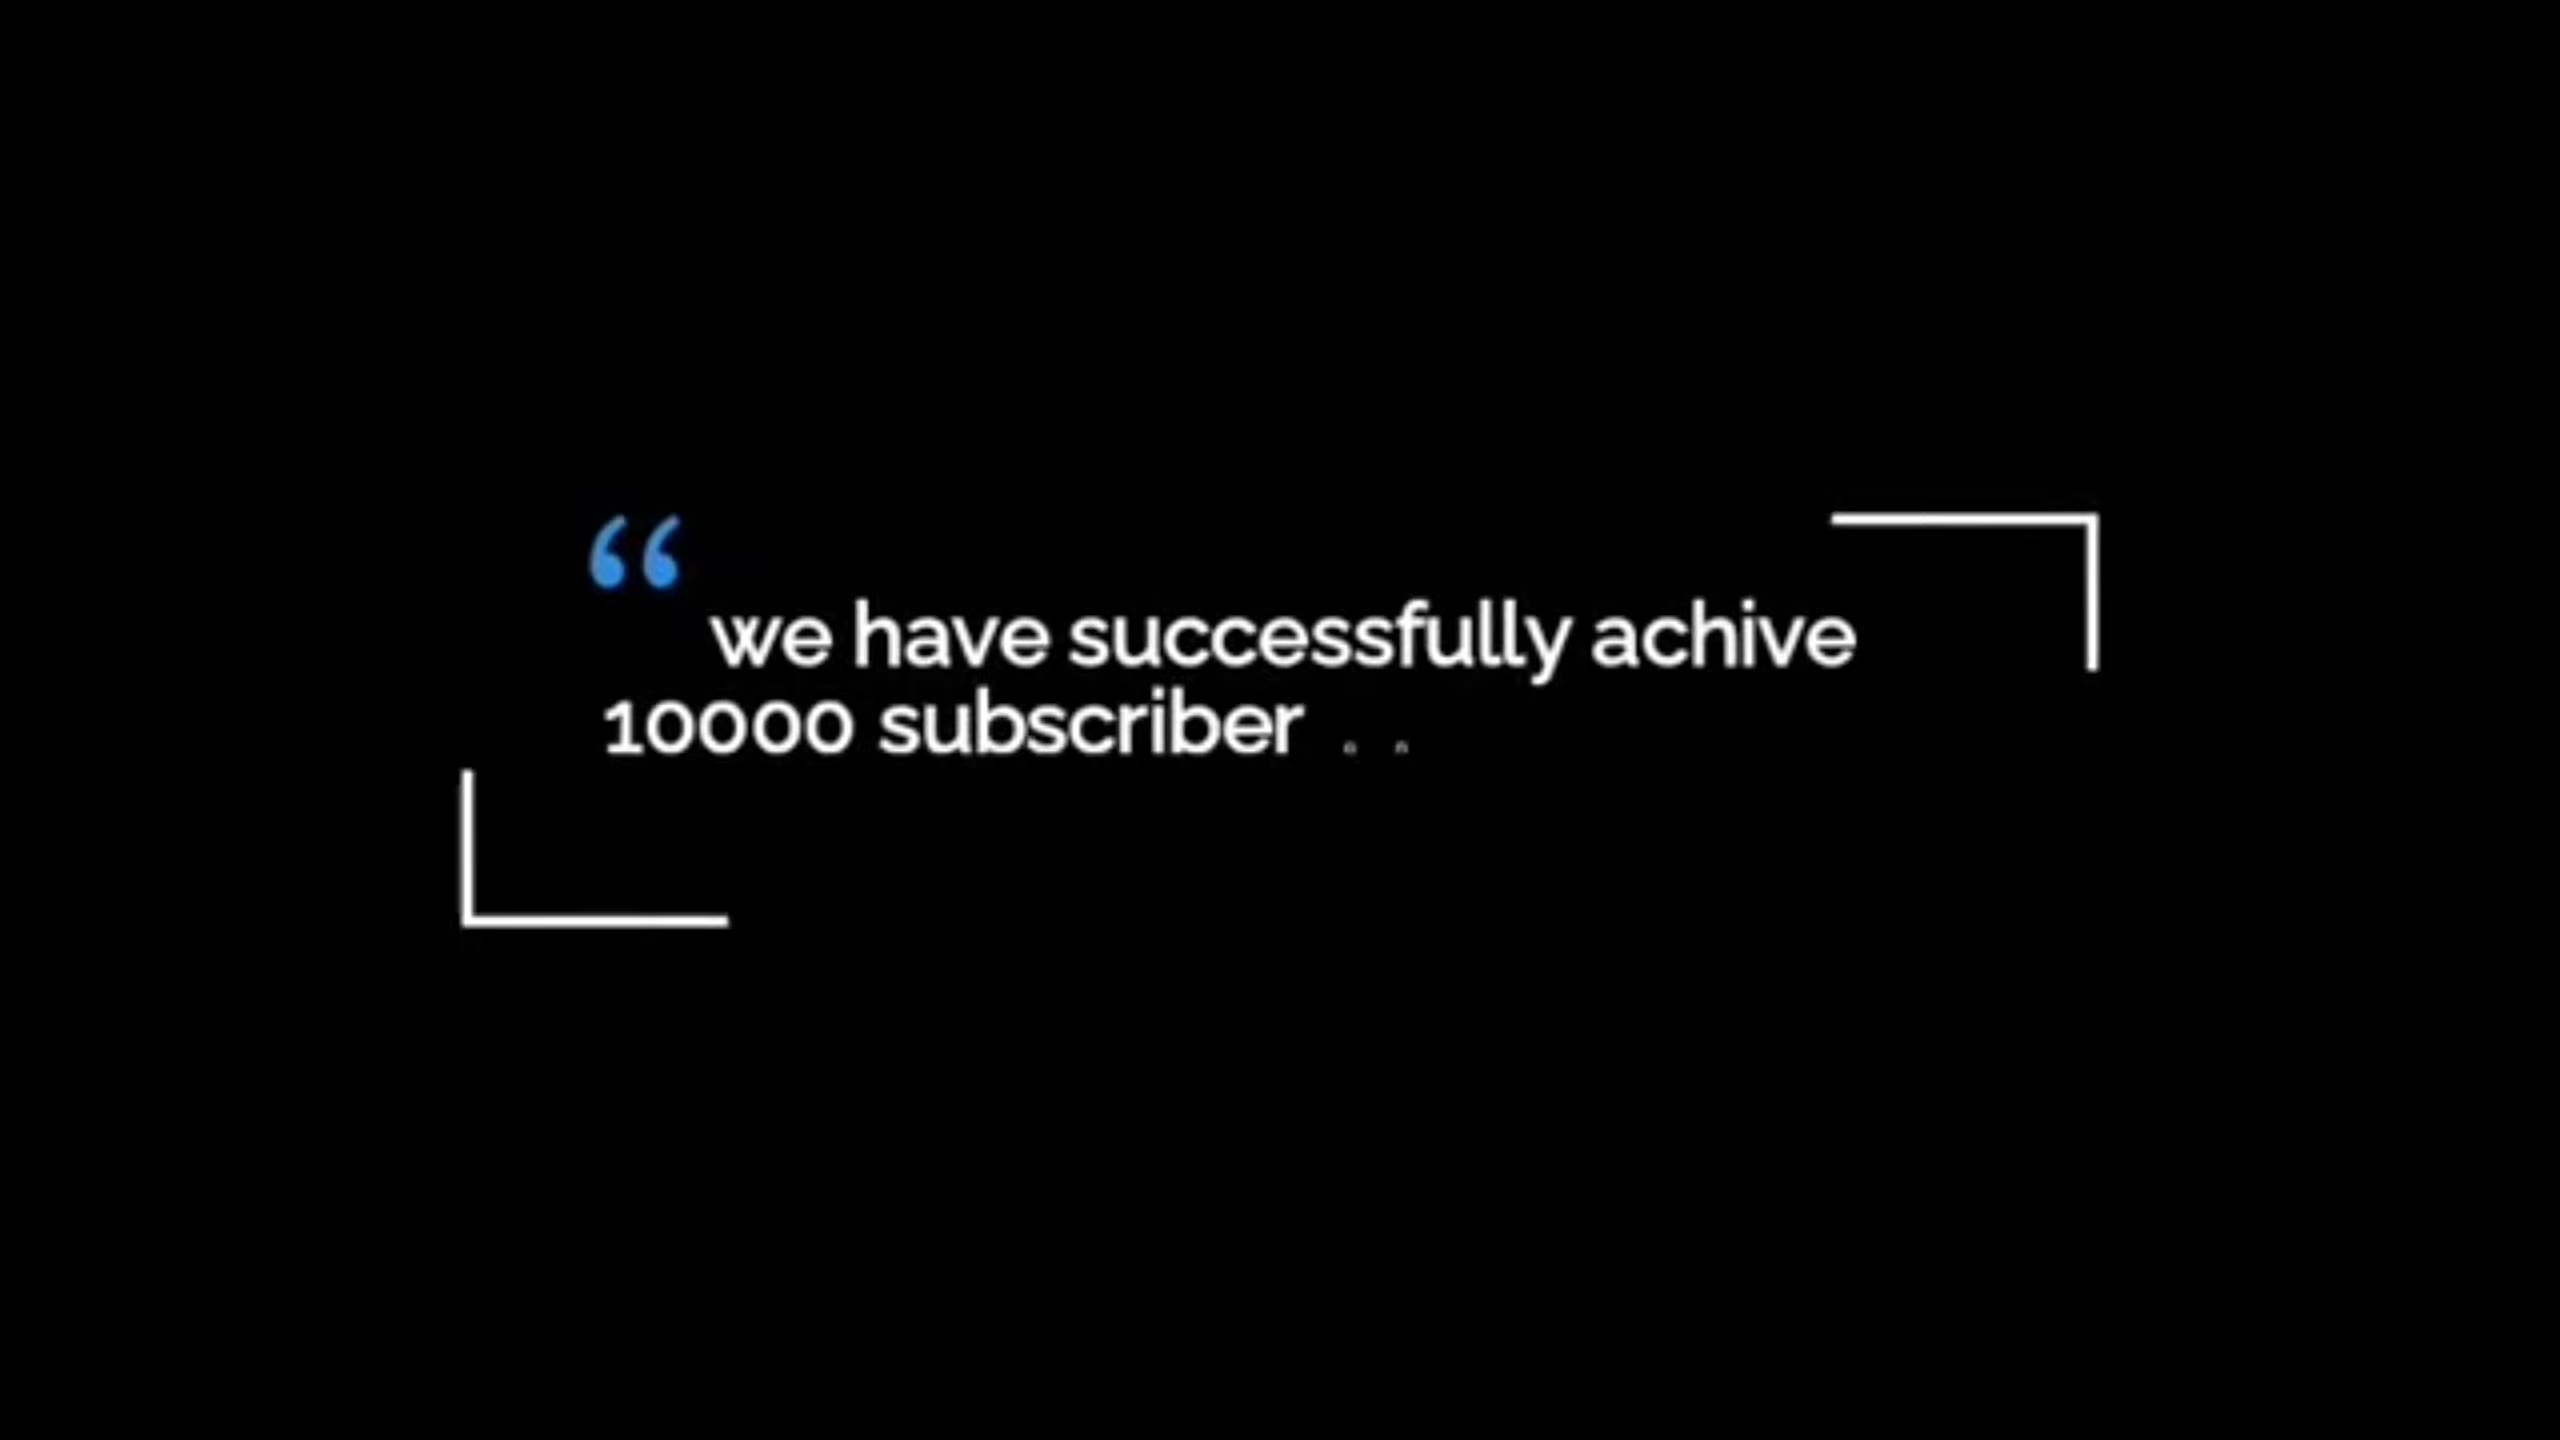 “ we have successfully achive
10000 subscriber . .